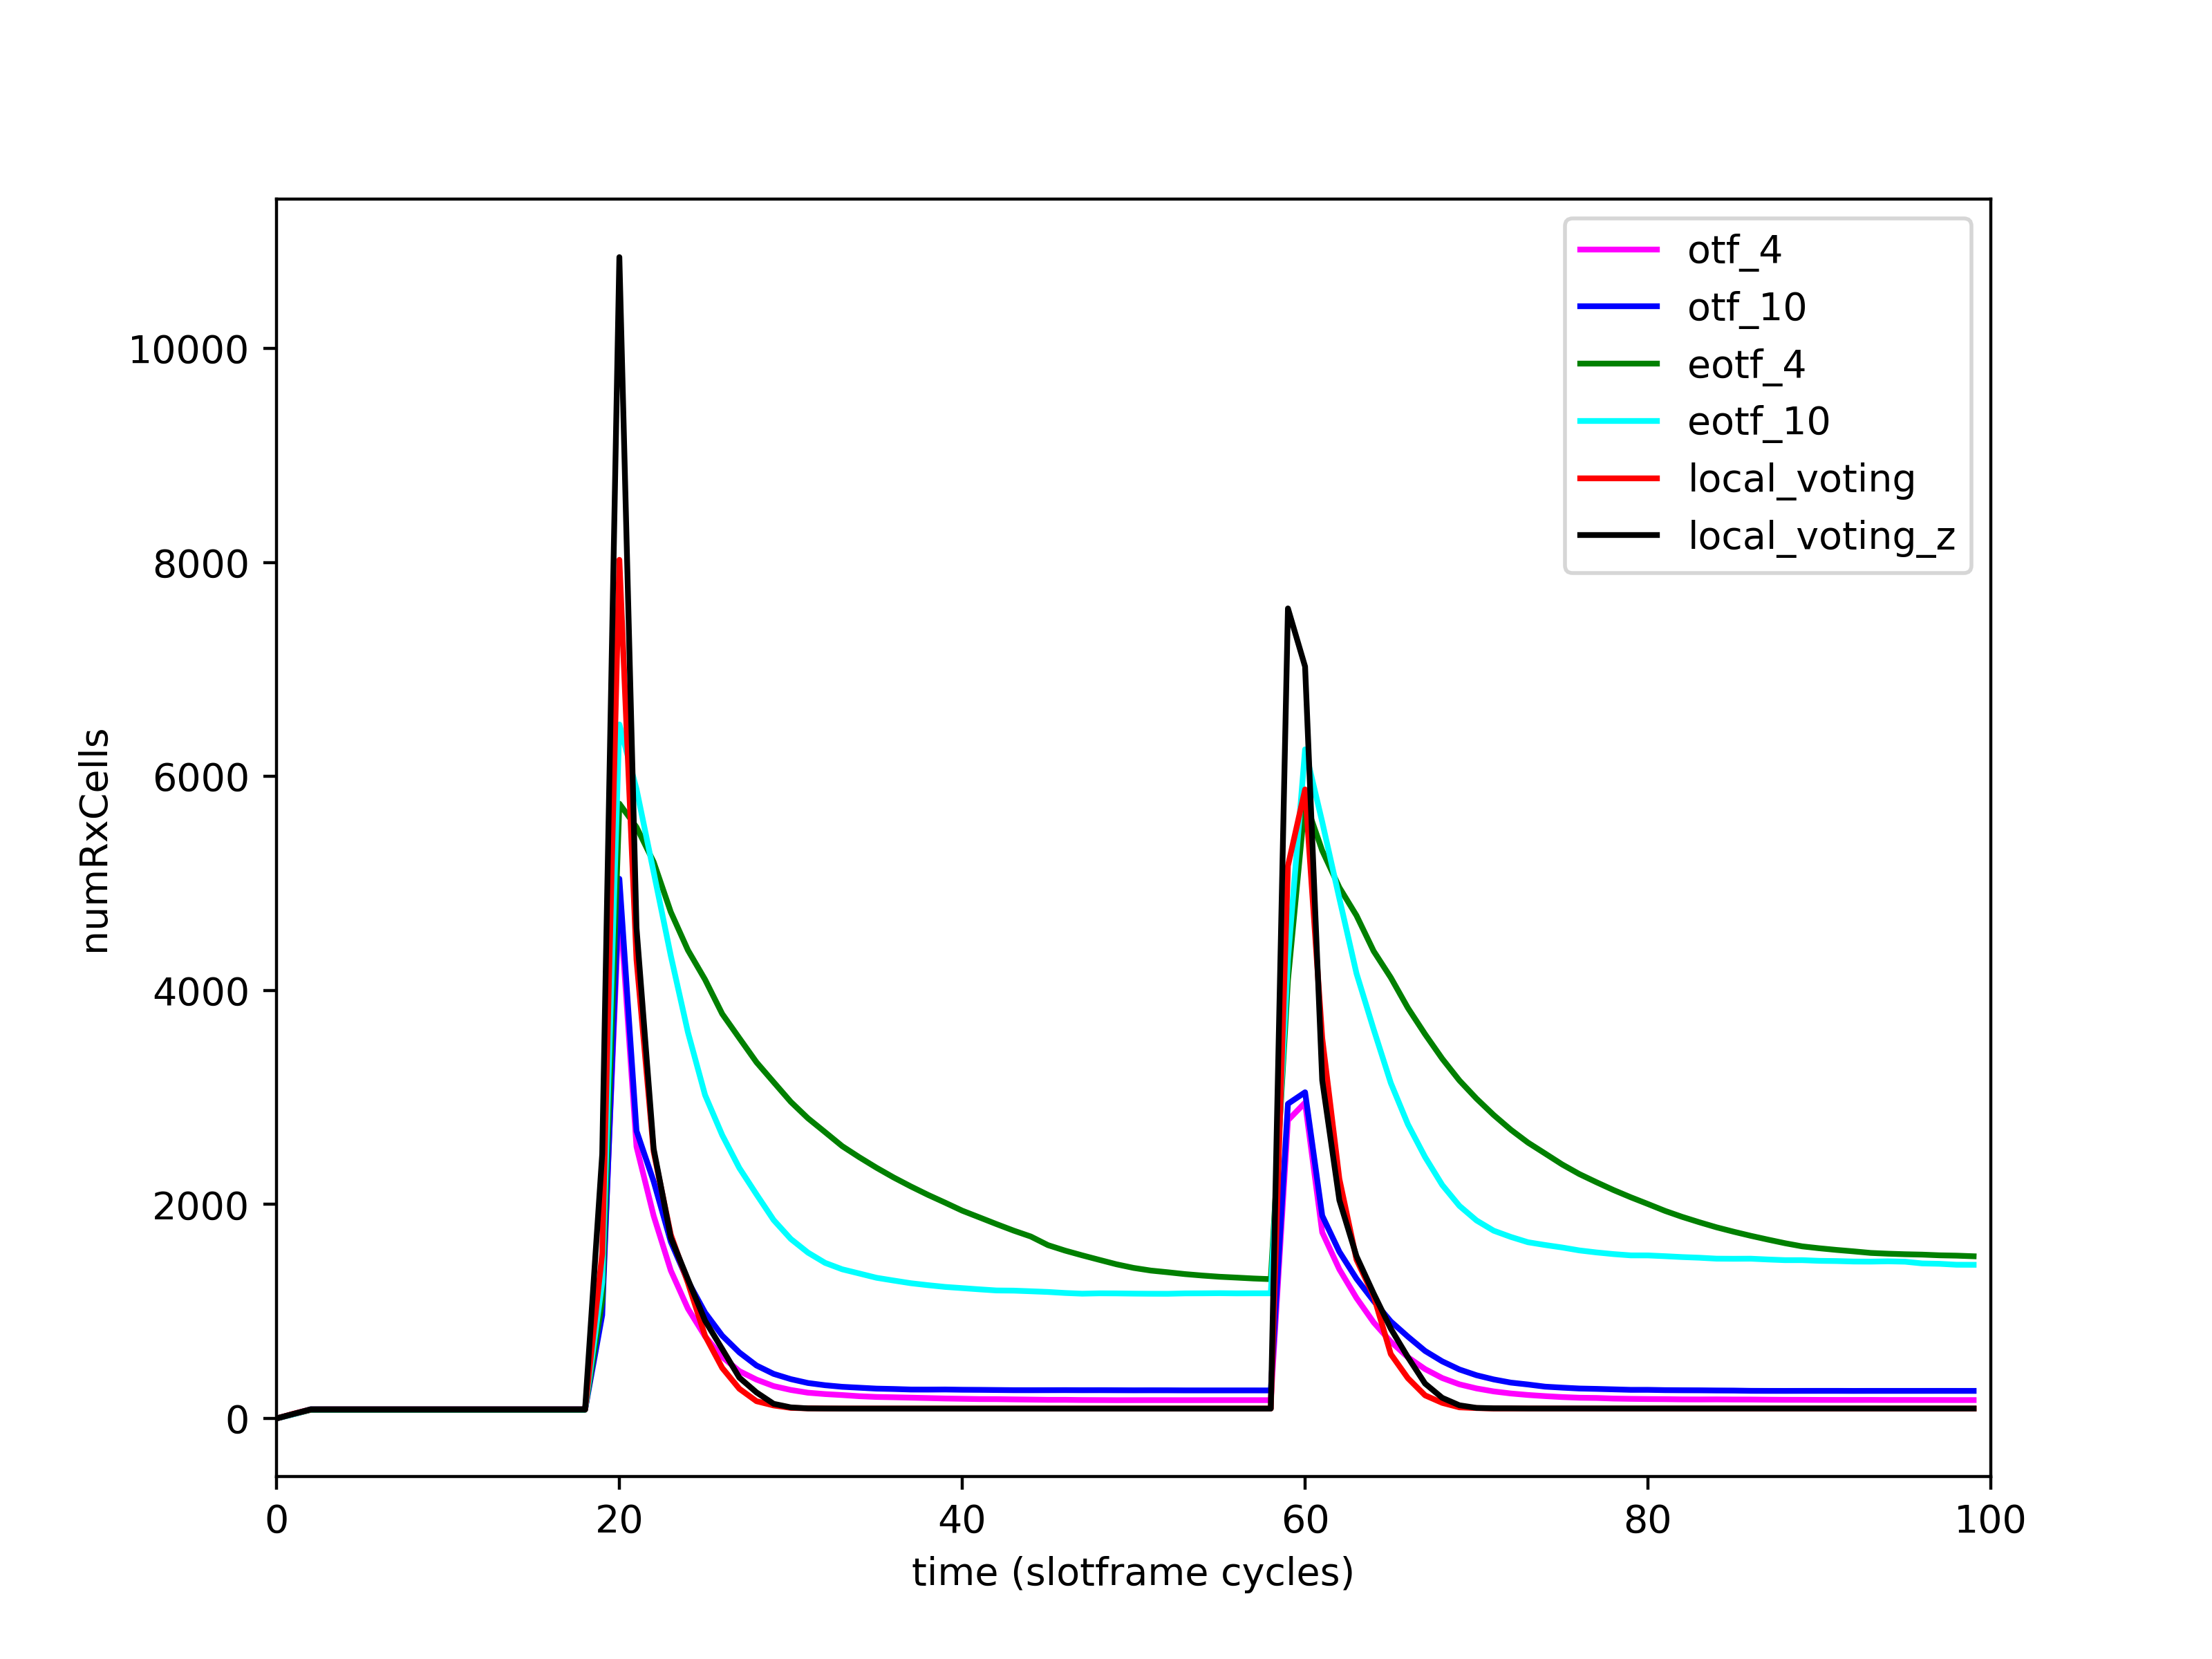 otf_4
otf_10
eotf_4
eotf_10
local_voting
local_voting_z
numRxCells
10000
8000
6000
4000
2000
0
0 20 40 60 80 100
time (slotframe cycles)